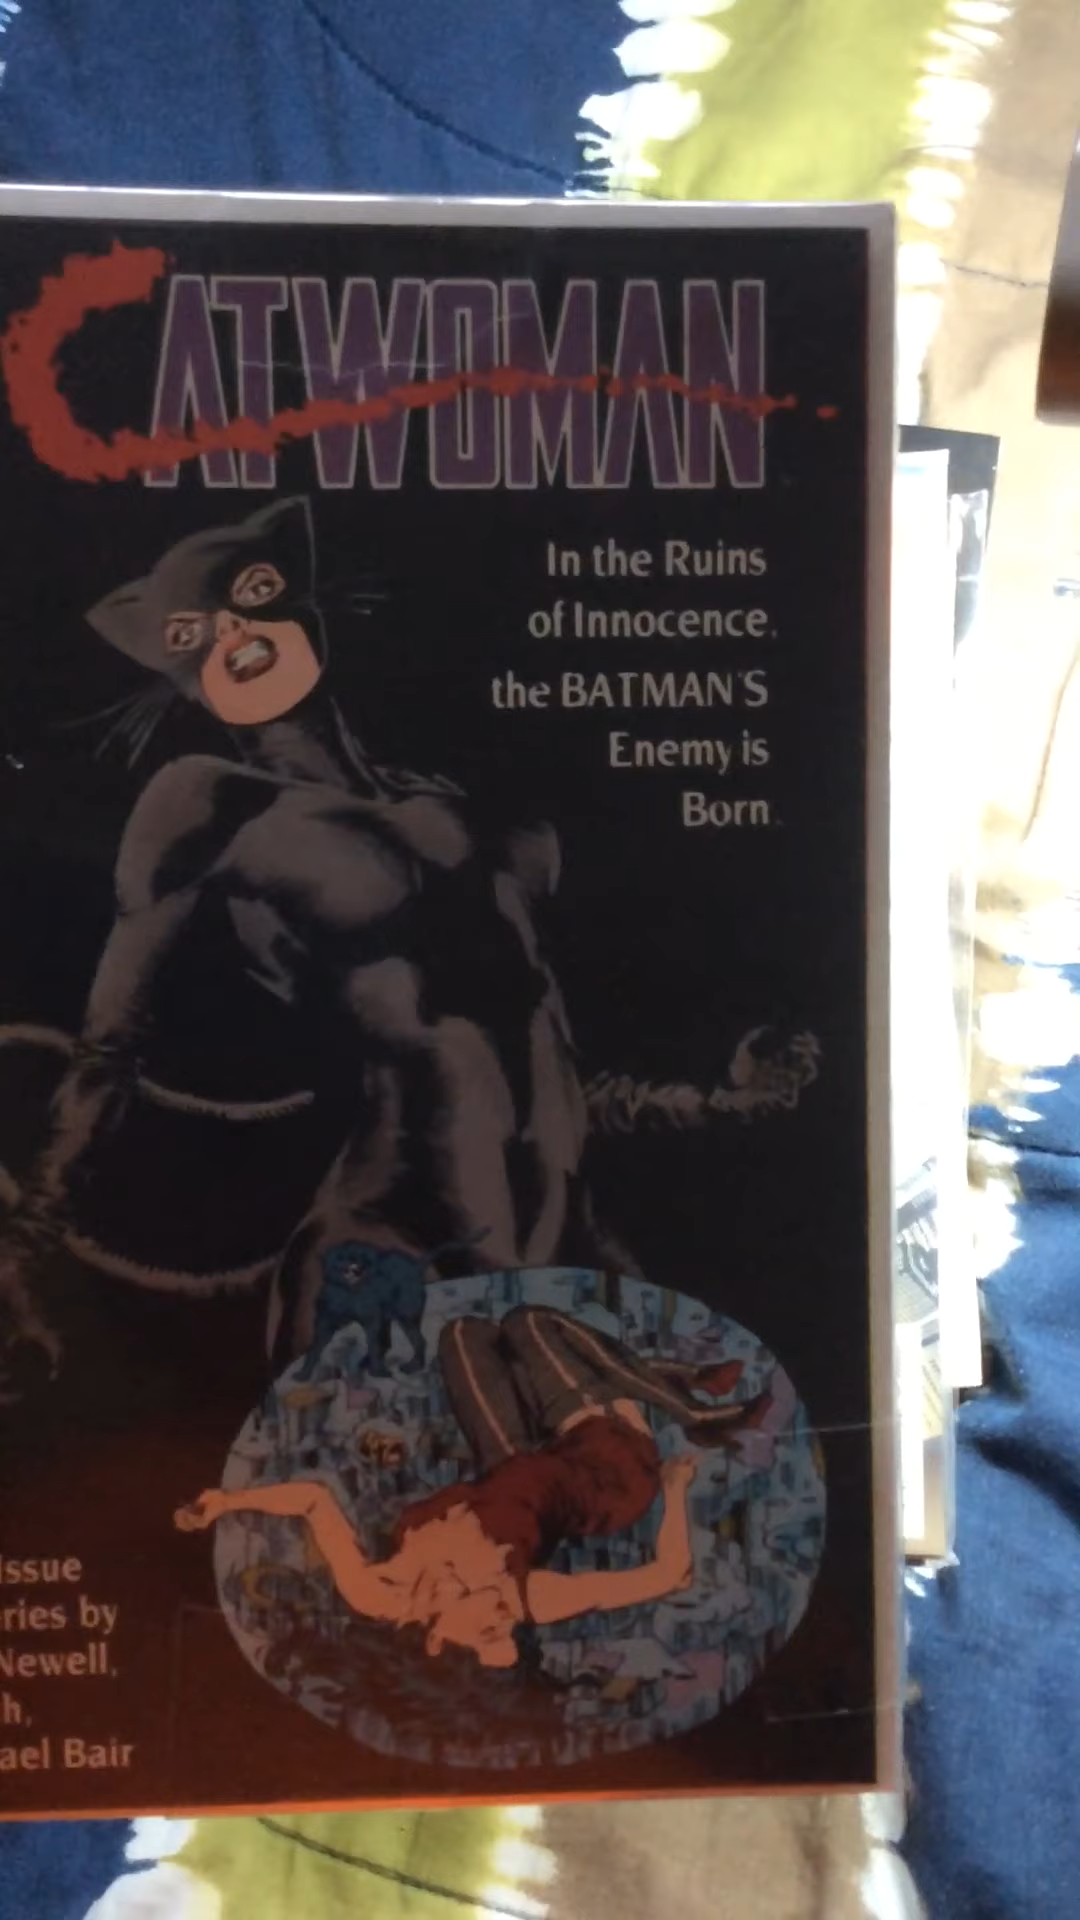 CATWOMAN
In the Ruins
of Innocence,
the BATMAN'S
Enemy is
Born.
Issue
ries by
Newell,
h,
ael Bair